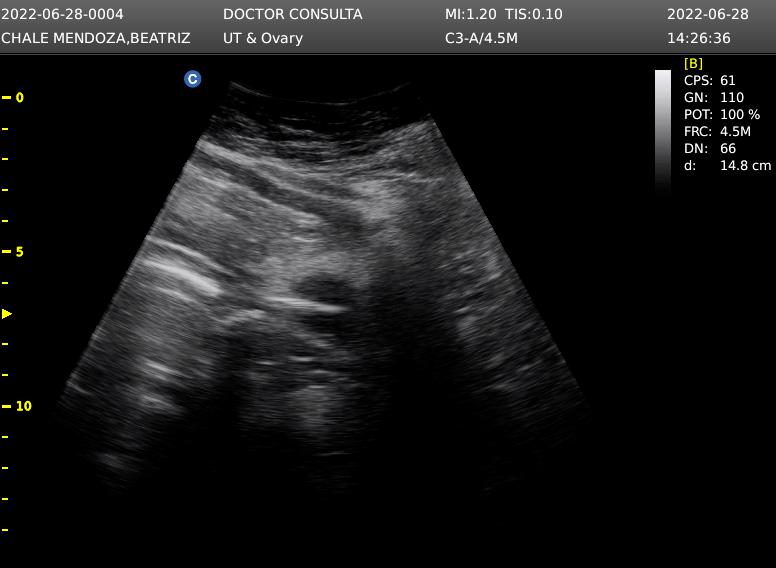 2022-06-28-0004 DOCTOR CONSULTA MI:1.20 TIS:0.10 2022-06-28
CHALE MENDOZA,BEATRIZ UT & Ovary C3-A/4.5M 14:26:36
C
[B]
CPS: 61
GN: 110
POT: 100 %
FRC: 4.5M
DN: 66
d: 14.8 cm
0
5
10